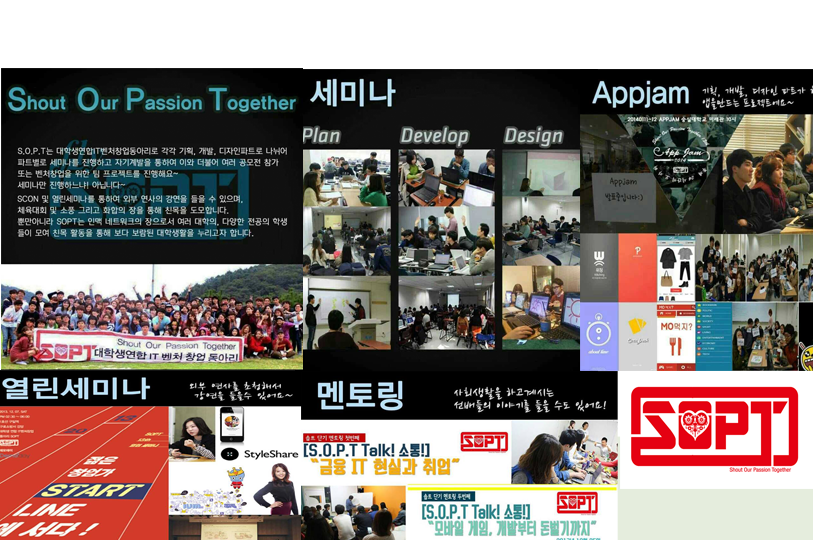 Shout Our Passion Together
S.O.P.T는 대학생연합IT벤처창업동아리로 각각 기획, 개발, 디자인파트로 나뉘어
파트별로 세미나를 진행하고 자기계발을 통하여 이와 더불어 여러 공모전 참가
또는 벤처창업을 위한 팀 프로젝트를 진행해요~
세미나만 진행하느냐! 아닙니다~
SCON 및 열린세미나를 통하여 외부 연사의 강연을 들을 수 있으며,
체육대회 및 소풍 그리고 화합의 장을 통해 친목을 도모합니다.
뿐만아니라 SOPT는 인맥 네트워크의 장으로서 여러 대학의, 다양한 전공의 학생
들이 모여 친목 활동을 통해 보다 보람된 대학생활을 누리고자 합니다.
SOPT
Shout Our Passion Together
대학생연합 IT 벤처 창업 동아리
세미나
Plan
Develop
Design
Appjam
기획, 개발, 디자인 파트가
앱을만드는 프로젝트에요~
App Jam
2014
Appjam
발표중입니다:)
MO먹지?
열린세미나
외부 연사를 초청해서
강연을 들을수 있어요~
젊은
창업가
START
LINE
에 서다!
StyleShare
멘토링
사회생활을 하고계시는
선배들의 이야기를 들을 수도 있어요!
솝트 단기 멘토링 첫번째
[S.O.P.T Talk! 소통!]
"금융 IT 현실과 취업"
SOPT
솝트 단기 멘토링 두번째
[S.O.P.T Talk! 소통!]
"모바일 게임, 개발부터 돈벌기까지"
SOPT
SOPT
Shout Our Passion Together